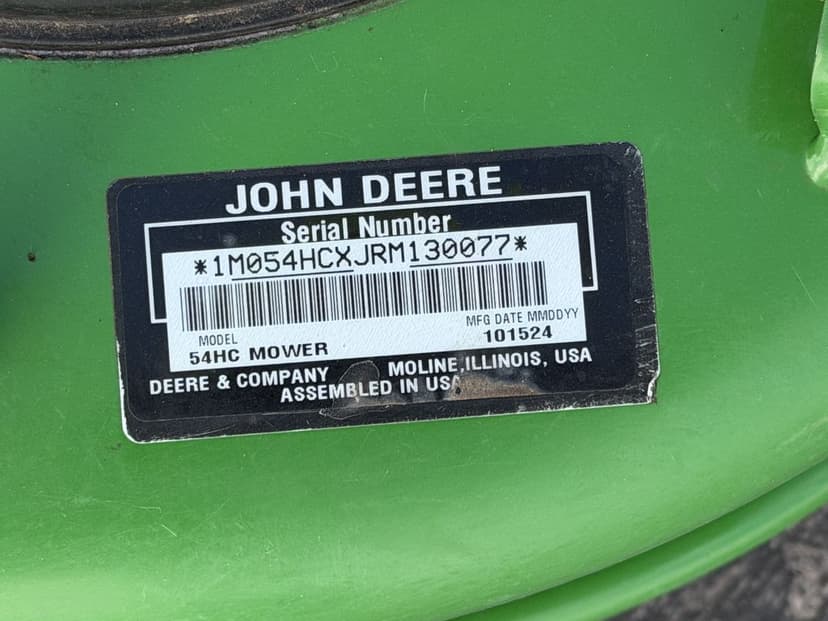 JOHN DEERE
Serial Number
*1M054HCXJRM130077*
MODEL
54HC MOWER
MFG DATE MMDDYY
101524
DEERE & COMPANY
MOLINE, ILLINOIS, USA
ASSEMBLED IN USA